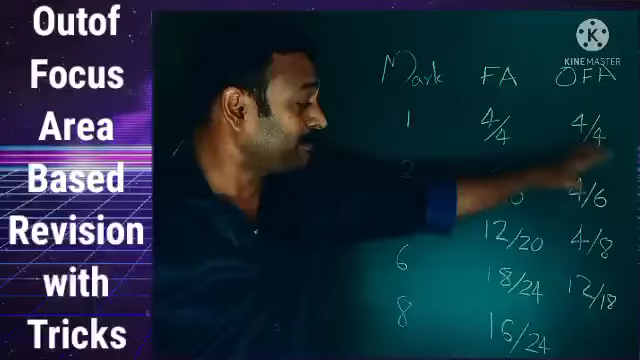 Outof
Focus
Area
Based
Revision
with
Tricks
KINEMASTER
Mark FA OFA
1 4/4 4/4
2 4/6
12/20 4/8
6 18/24 12/18
8 16/24